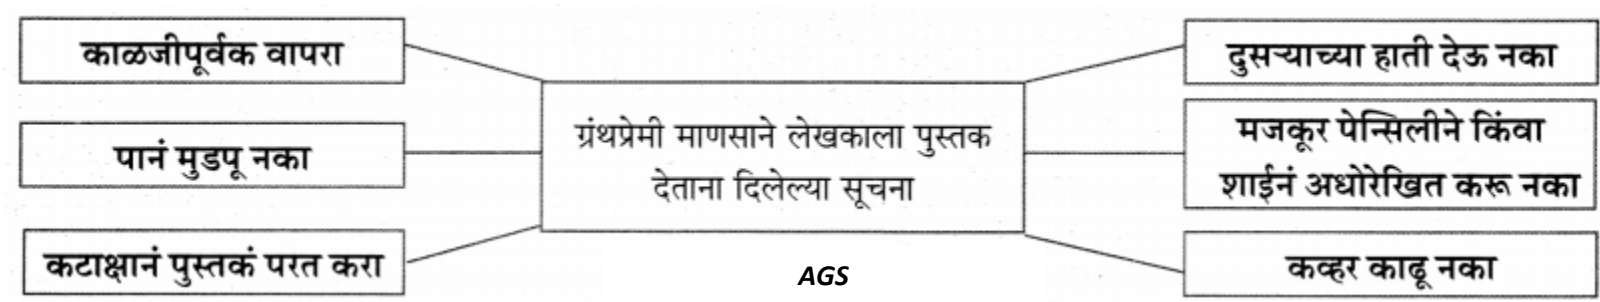 काळजीपूर्वक वापरा
पानं मुडपू नका
कटाक्षानं पुस्तकं परत करा
ग्रंथप्रेमी माणसाने लेखकाला पुस्तक
देताना दिलेल्या सूचना
दुसऱ्याच्या हाती देऊ नका
मजकूर पेन्सिलीने किंवा
शाईनं अधोरेखित करू नका
कव्हर काढू नका
AGS